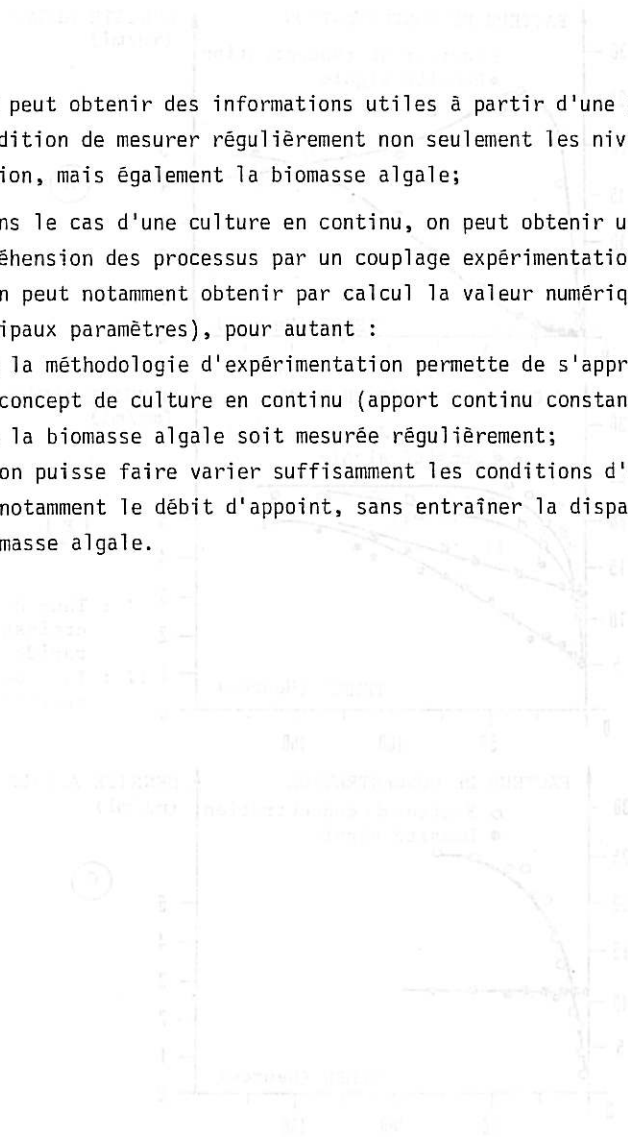 peut obtenir des informations utiles à partir d'une
dition de mesurer régulièrement non seulement les niv
ion, mais également la biomasse algale;
ns le cas d'une culture en continu, on peut obtenir u
éhension des processus par un couplage expérimentatio
n peut notamment obtenir par calcul la valeur numériq
ipaux paramètres), pour autant :
la méthodologie d'expérimentation permette de s'appr
concept de culture en continu (apport continu constan
la biomasse algale soit mesurée régulièrement;
on puisse faire varier suffisamment les conditions d'
notamment le débit d'appoint, sans entraîner la dispa
masse algale.